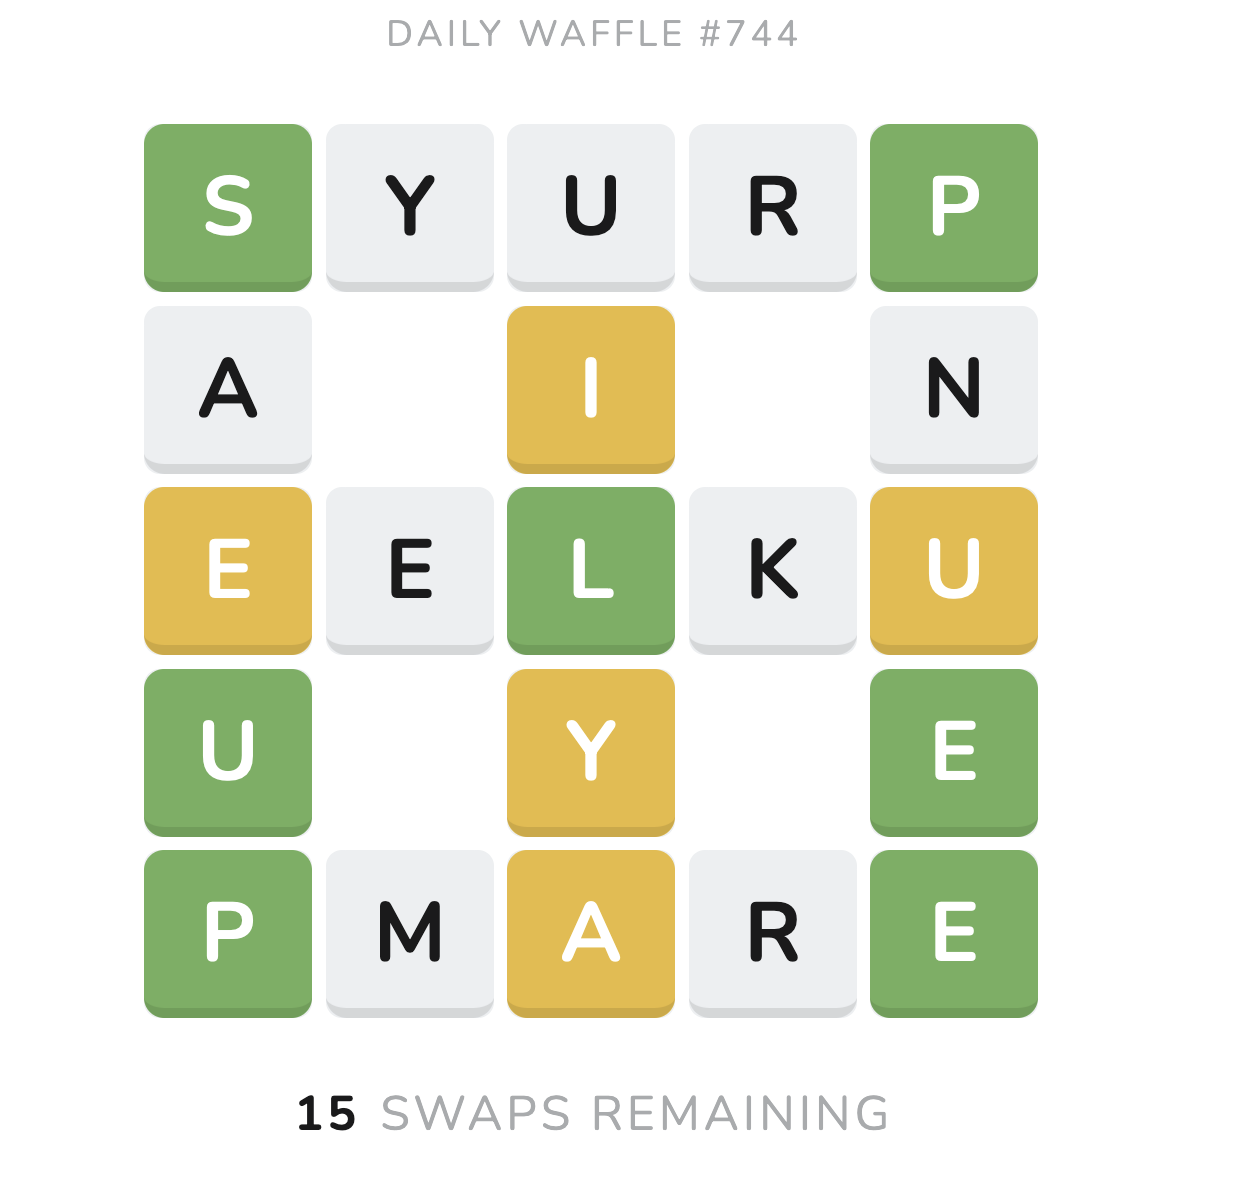 DAILY WAFFLE #744
S Y U R P
A I N
E E L K U
U Y E
P M A R E
15 SWAPS REMAINING